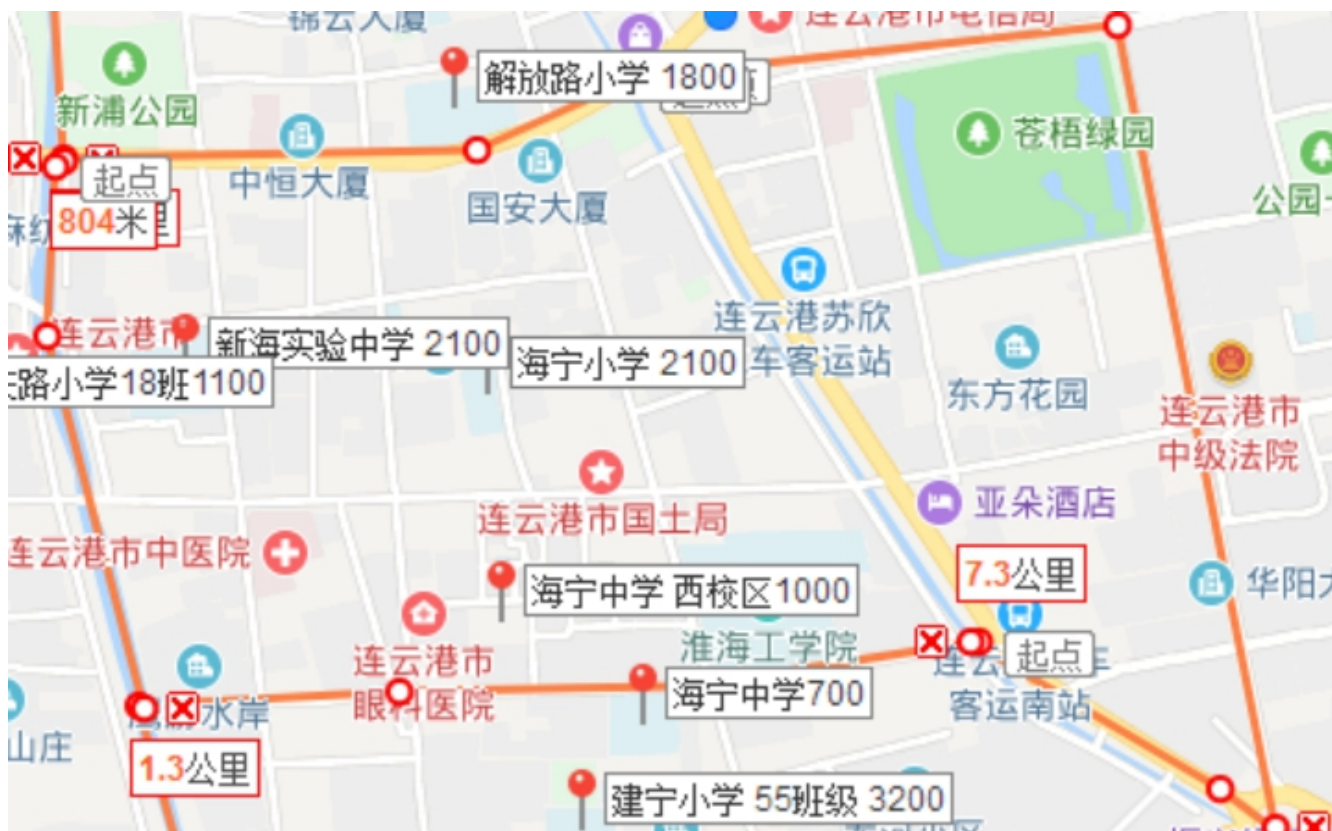 锦云大厦
连云港市电信局
解放路小学 1800
新浦公园
苍梧绿园
起点
中恒大厦
国安大厦
804米
连云港苏欣
车客运站
连云港市
新海实验中学 2100
海宁小学 2100
路小学18班1100
东方花园
连云港市
中级法院
亚朵酒店
连云港市国土局
连云港市中医院
7.3公里
海宁中学 西校区1000
华阳大
淮海工学院
起点
连云港市
眼科医院
海宁中学700
客运南站
水岸
山庄
1.3公里
建宁小学 55班级 3200